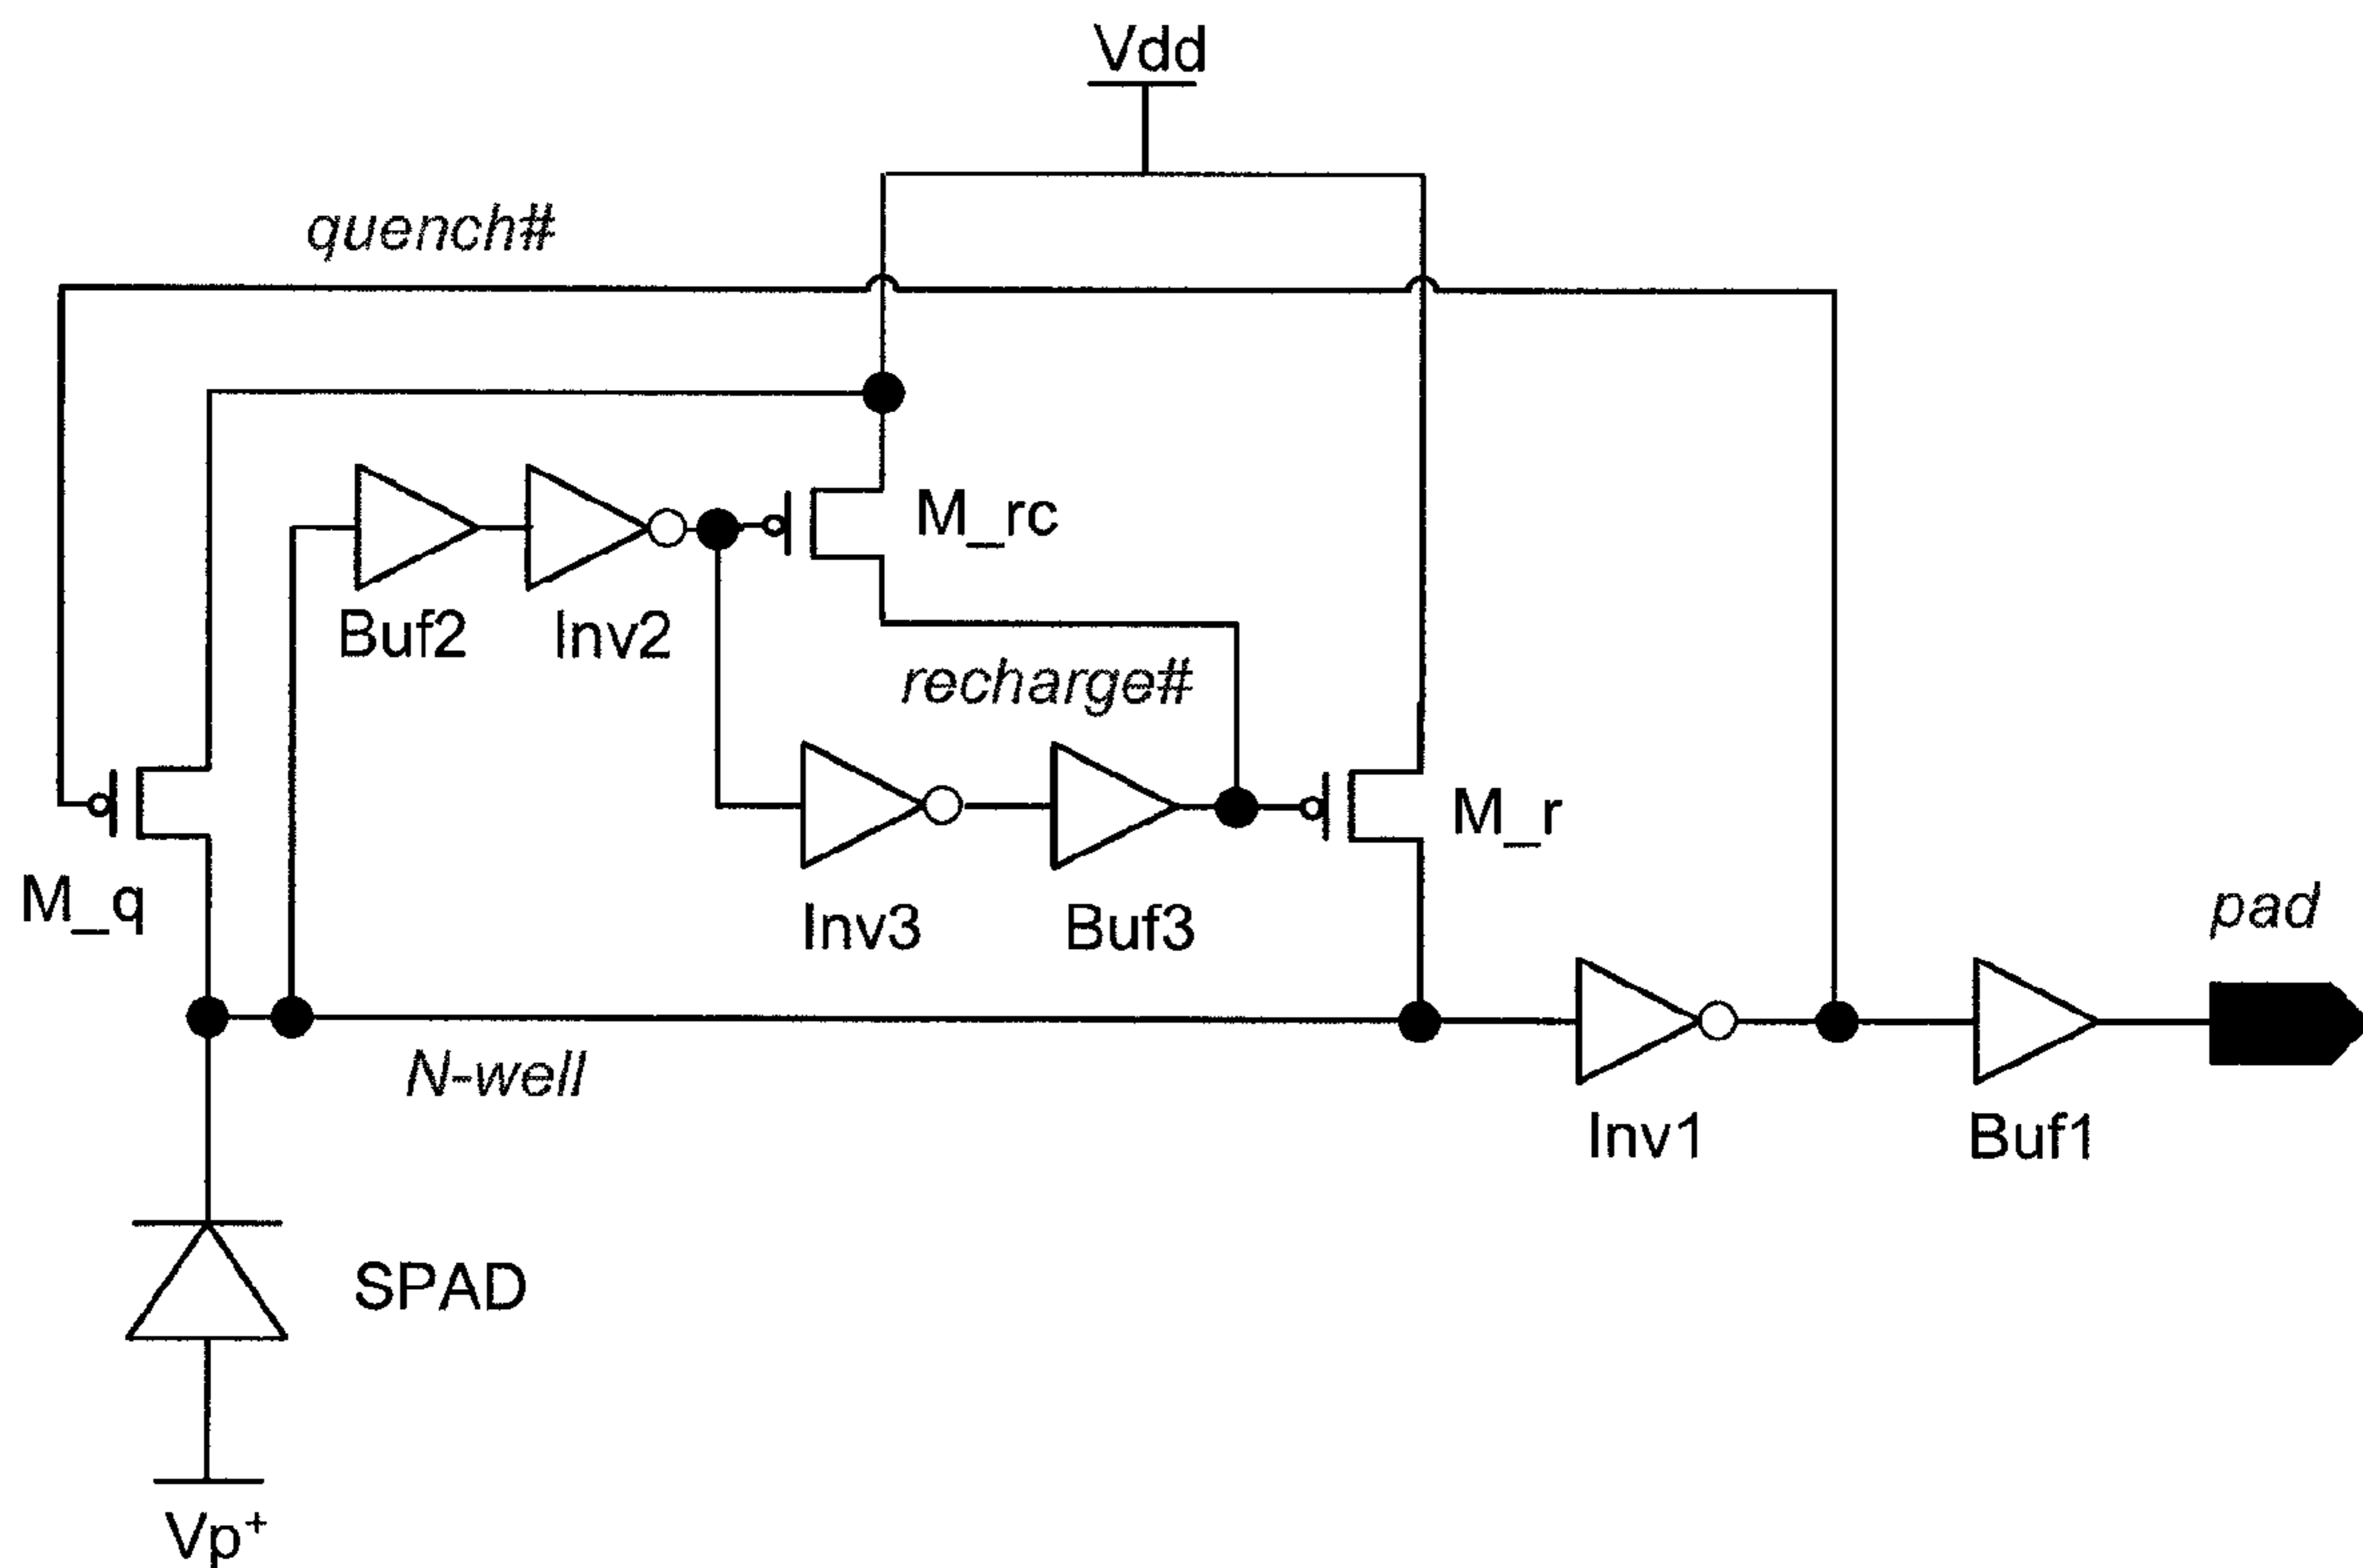 Vdd
quench#
M_rc
Buf2
Inv2
recharge#
M_r
M_q
Inv3
Buf3
pad
N-well
Inv1
Buf1
SPAD
Vp⁺